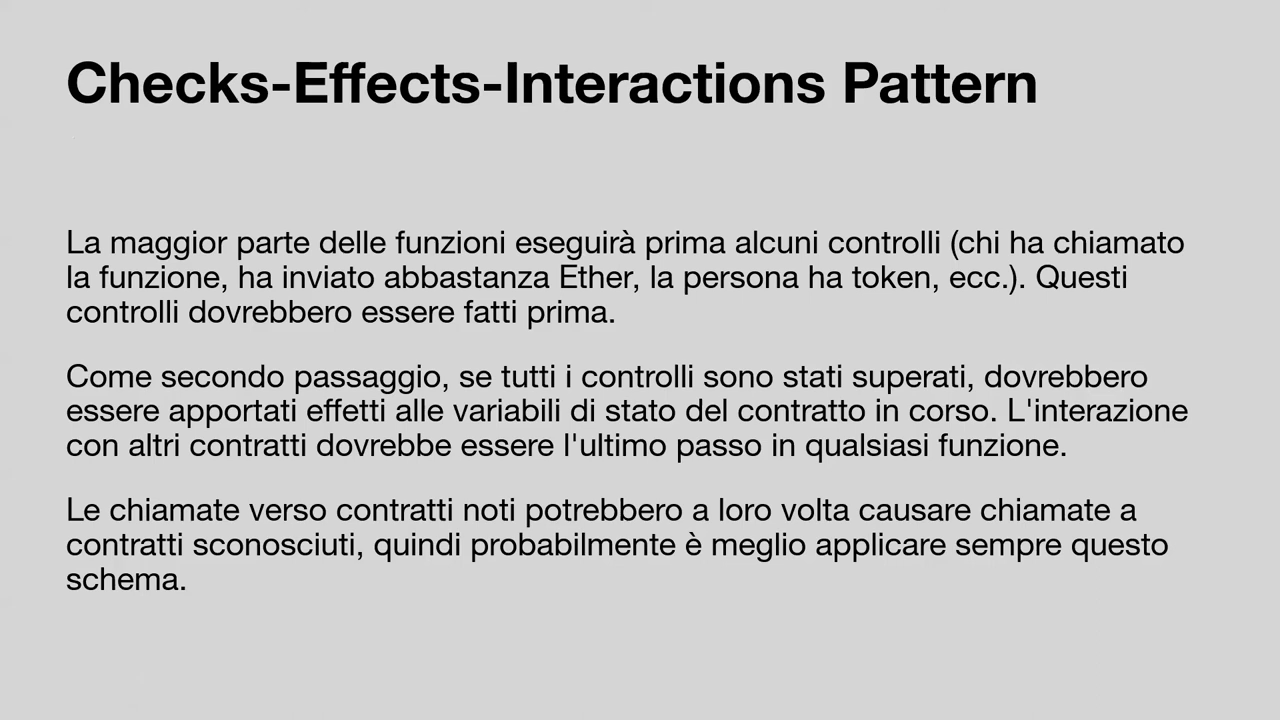 Checks-Effects-Interactions Pattern
La maggior parte delle funzioni eseguirà prima alcuni controlli (chi ha chiamato
la funzione, ha inviato abbastanza Ether, la persona ha token, ecc.). Questi
controlli dovrebbero essere fatti prima.
Come secondo passaggio, se tutti i controlli sono stati superati, dovrebbero
essere apportati effetti alle variabili di stato del contratto in corso. L'interazione
con altri contratti dovrebbe essere l'ultimo passo in qualsiasi funzione.
Le chiamate verso contratti noti potrebbero a loro volta causare chiamate a
contratti sconosciuti, quindi probabilmente è meglio applicare sempre questo
schema.